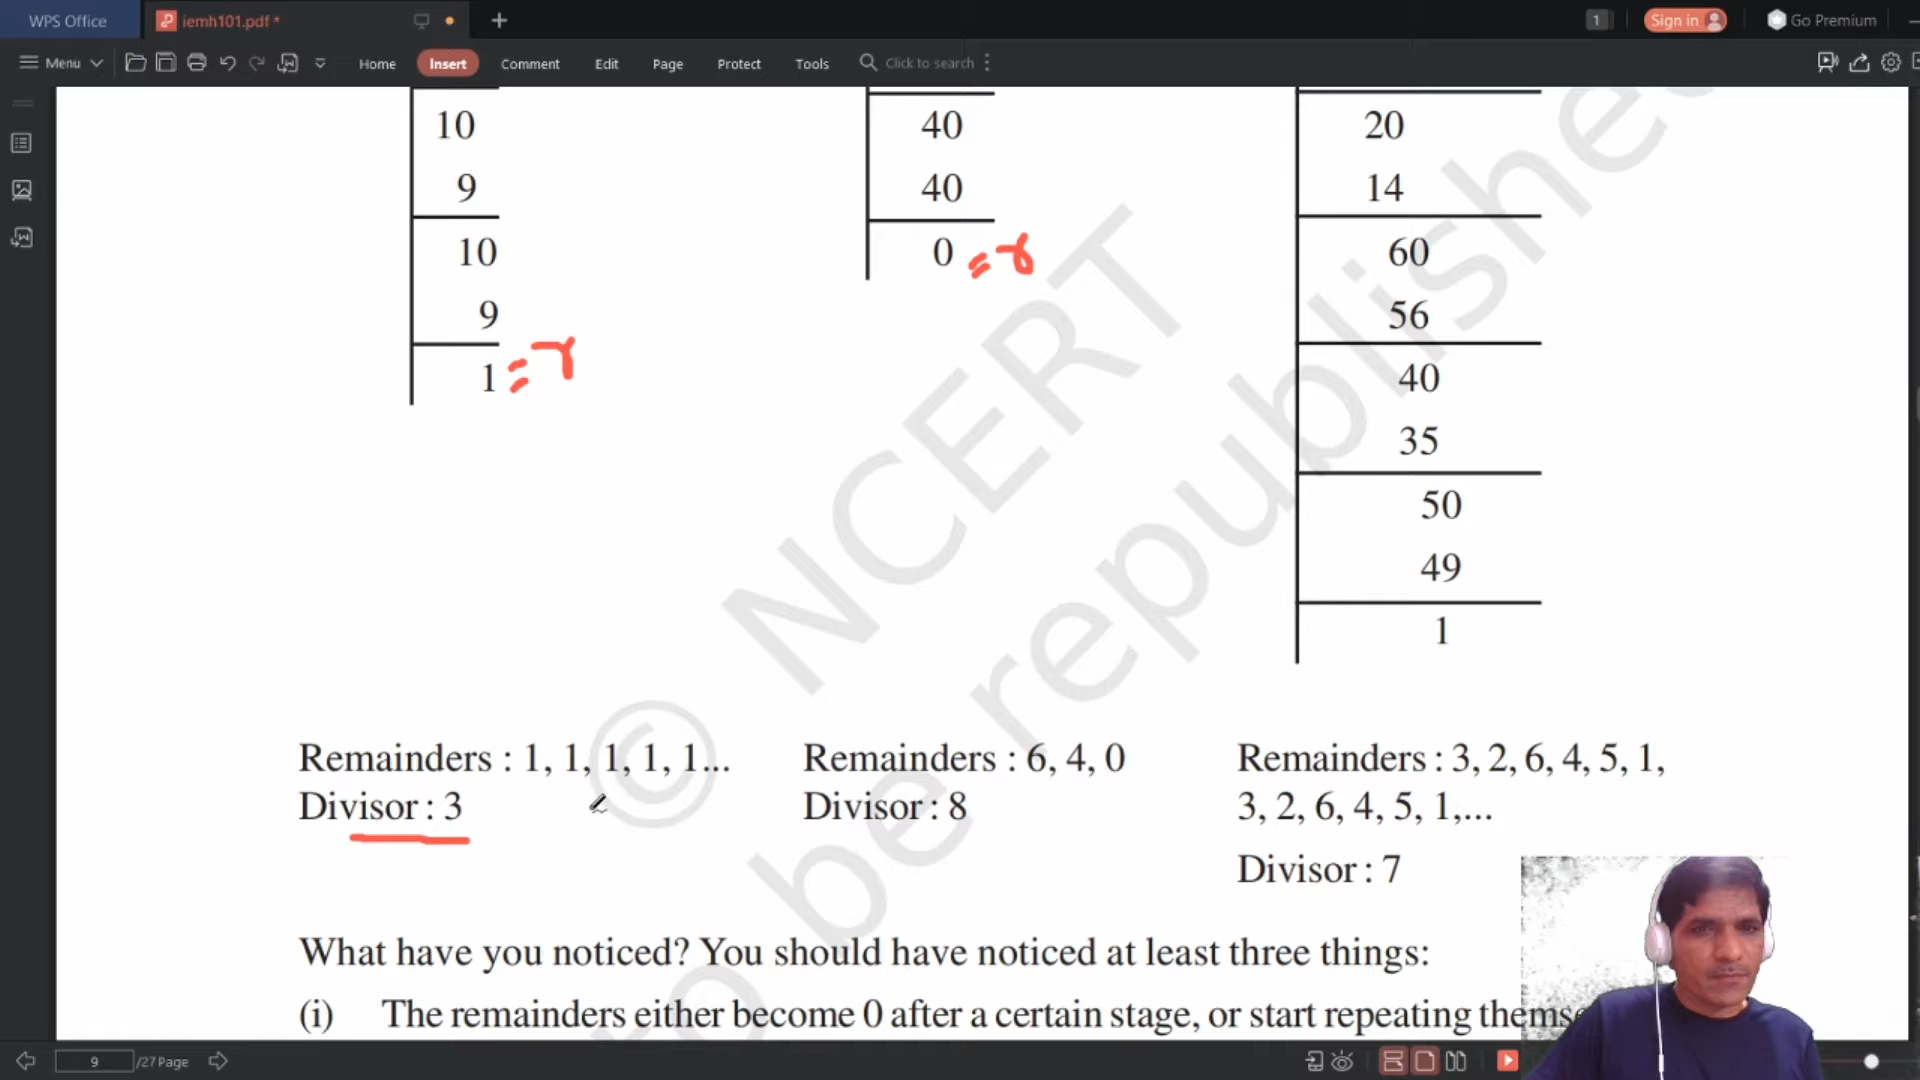 WPS Office
iemh101.pdf *
1
Sign in
Go Premium
Menu
Home
Insert
Comment
Edit
Page
Protect
Tools
Click to search
10
9
10
9
1 = r
40
40
0 = r
20
14
60
56
40
35
50
49
1
© NCERT
be republishe
Remainders : 1, 1, 1, 1, 1...
Divisor : 3
Remainders : 6, 4, 0
Divisor : 8
Remainders : 3, 2, 6, 4, 5, 1,
3, 2, 6, 4, 5, 1,...
Divisor : 7
What have you noticed? You should have noticed at least three things:
(i) The remainders either become 0 after a certain stage, or start repeating themse
9 /27 Page